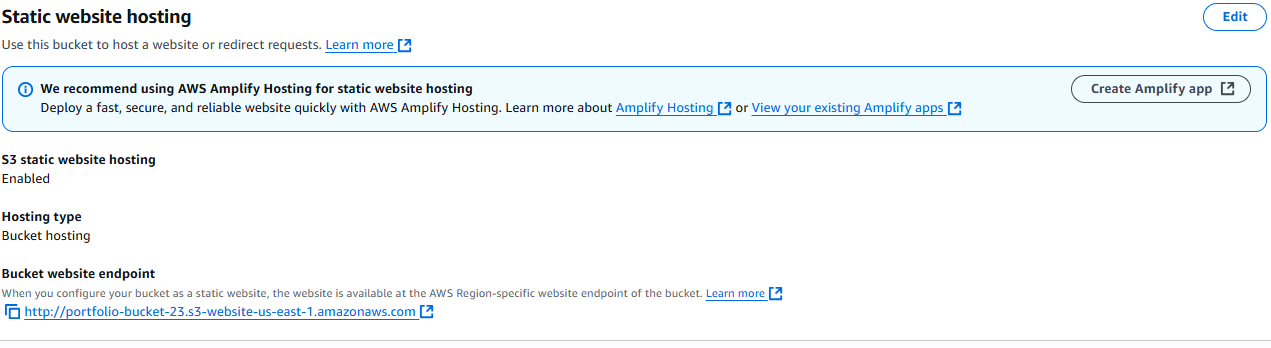 Static website hosting
Edit
Use this bucket to host a website or redirect requests. Learn more
We recommend using AWS Amplify Hosting for static website hosting
Create Amplify app
Deploy a fast, secure, and reliable website quickly with AWS Amplify Hosting. Learn more about Amplify Hosting or View your existing Amplify apps
S3 static website hosting
Enabled
Hosting type
Bucket hosting
Bucket website endpoint
When you configure your bucket as a static website, the website is available at the AWS Region-specific website endpoint of the bucket. Learn more
http://portfolio-bucket-23.s3-website-us-east-1.amazonaws.com